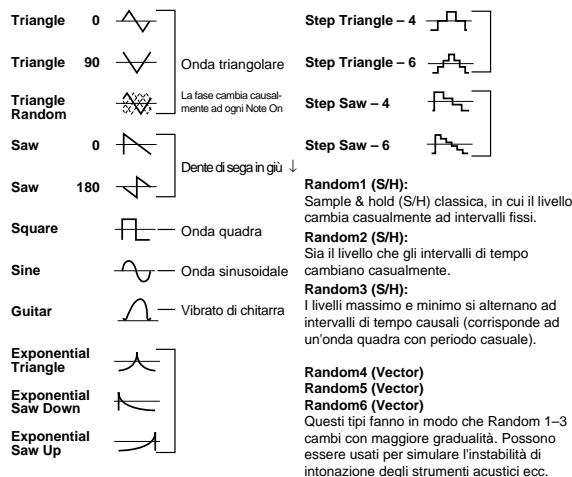 Triangle 0
Triangle 90
Onda triangolare
Triangle
Random
La fase cambia causal-
mente ad ogni Note On
Saw 0
Dente di sega in giù ↓
Saw 180
Square
Onda quadra
Sine
Onda sinusoidale
Guitar
Vibrato di chitarra
Exponential
Triangle
Exponential
Saw Down
Exponential
Saw Up
Step Triangle – 4
Step Triangle – 6
Step Saw – 4
Step Saw – 6
Random1 (S/H):
Sample & hold (S/H) classica, in cui il livello
cambia casualmente ad intervalli fissi.
Random2 (S/H):
Sia il livello che gli intervalli di tempo
cambiano casualmente.
Random3 (S/H):
I livelli massimo e minimo si alternano ad
intervalli di tempo causali (corrisponde ad
un'onda quadra con periodo casuale).
Random4 (Vector)
Random5 (Vector)
Random6 (Vector)
Questi tipi fanno in modo che Random 1–3
cambi con maggiore gradualità. Possono
essere usati per simulare l'instabilità di
intonazione degli strumenti acustici ecc.